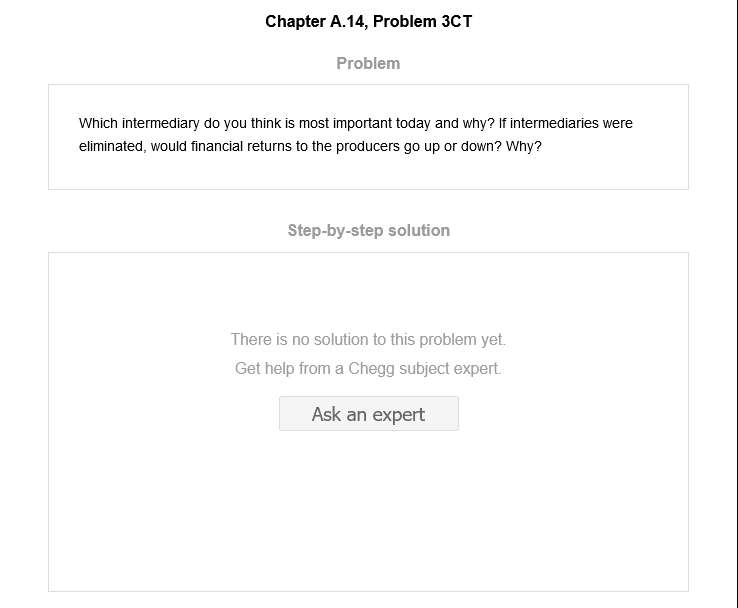 Chapter A.14, Problem 3CT
Problem
Which intermediary do you think is most important today and why? If intermediaries were
eliminated, would financial returns to the producers go up or down? Why?
Step-by-step solution
There is no solution to this problem yet.
Get help from a Chegg subject expert.
Ask an expert